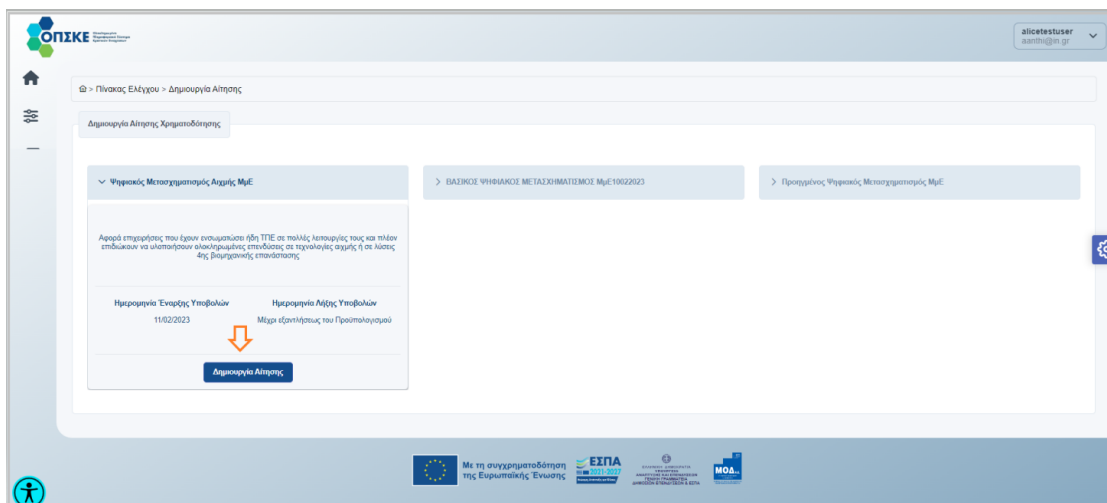 ΟΠΣΚΕ
alicetestuser
aanthi@in.gr
> Πίνακας Ελέγχου > Δημιουργία Αίτησης
Δημιουργία Αίτησης Χρηματοδότησης
Ψηφιακός Μετασχηματισμός Αιχμής ΜμΕ
ΒΑΣΙΚΟΣ ΨΗΦΙΑΚΟΣ ΜΕΤΑΣΧΗΜΑΤΙΣΜΟΣ ΜμΕ10022023
Προηγμένος Ψηφιακός Μετασχηματισμός ΜμΕ
Αφορά επιχειρήσεις που έχουν ενσωματώσει ήδη ΤΠΕ σε πολλές λειτουργίες τους και πλέον
επιδιώκουν να υλοποιήσουν ολοκληρωμένες επενδύσεις σε τεχνολογίες αιχμής ή σε λύσεις
4ης βιομηχανικής επανάστασης
Ημερομηνία Έναρξης Υποβολών
Ημερομηνία Λήξης Υποβολών
11/02/2023
Μέχρι εξαντλήσεως του Προϋπολογισμού
Δημιουργία Αίτησης
Με τη συγχρηματοδότηση
της Ευρωπαϊκής Ένωσης
ΕΣΠΑ
2021-2027
ΜΟΔ